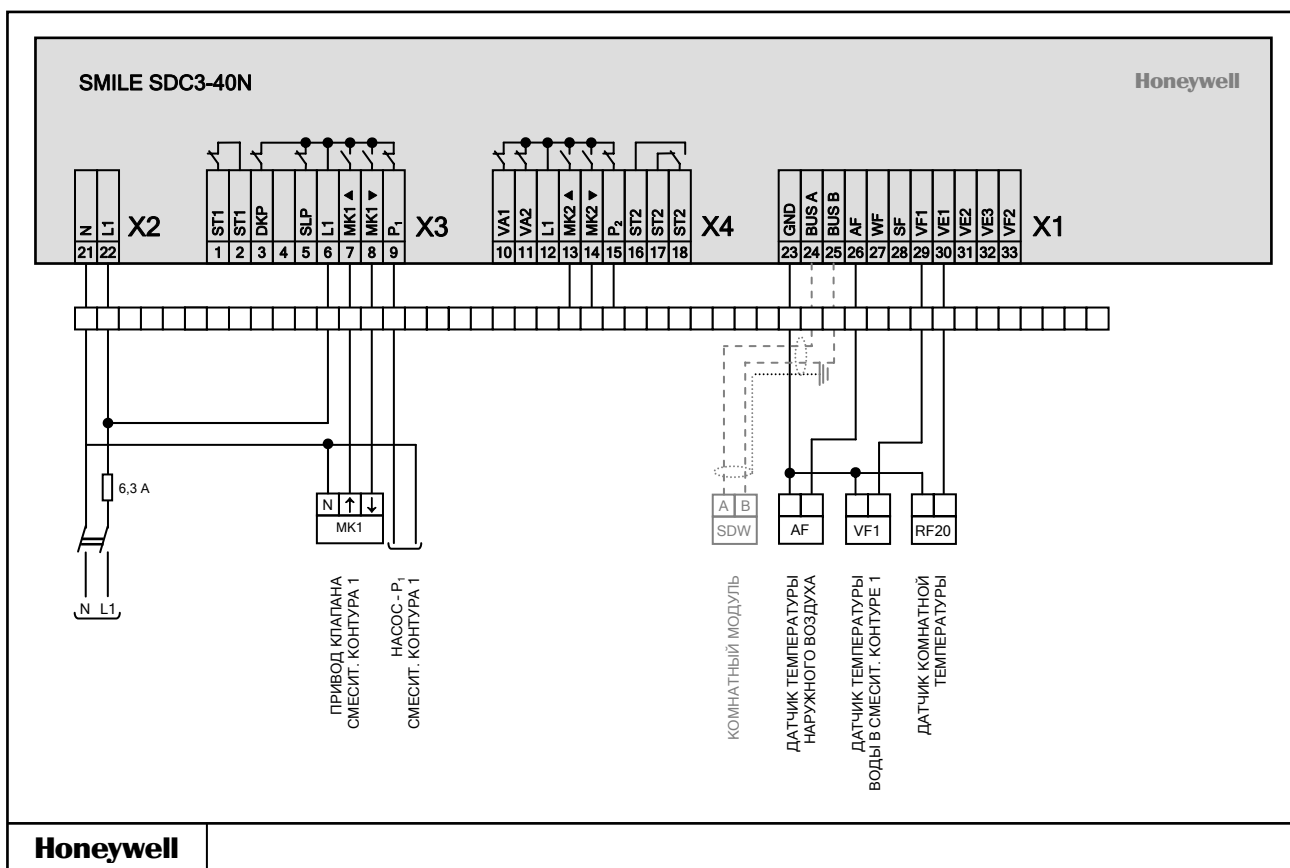 SMILE SDC3-40N
Honeywell
N L1 X2
21 22
ST1 ST1 DKP SLP L1 MK1 ▲ MK1 ▼ P1 X3
1 2 3 4 5 6 7 8 9
VA1 VA2 L1 MK2 ▲ MK2 ▼ P2 ST2 ST2 ST2 X4
10 11 12 13 14 15 16 17 18
GND BUS A BUS B AF WF SF VF1 VE1 VE2 VE3 VF2 X1
23 24 25 26 27 28 29 30 31 32 33
6,3 A
N ↑ ↓
MK1
A B
SDW
AF
VF1
RF20
N L1
ПРИВОД КЛАПАНА
СМЕСИТ. КОНТУРА 1
НАСОС - P1
СМЕСИТ. КОНТУРА 1
КОМНАТНЫЙ МОДУЛЬ
ДАТЧИК ТЕМПЕРАТУРЫ
НАРУЖНОГО ВОЗДУХА
ДАТЧИК ТЕМПЕРАТУРЫ
ВОДЫ В СМЕСИТ. КОНТУРЕ 1
ДАТЧИК КОМНАТНОЙ
ТЕМПЕРАТУРЫ
Honeywell